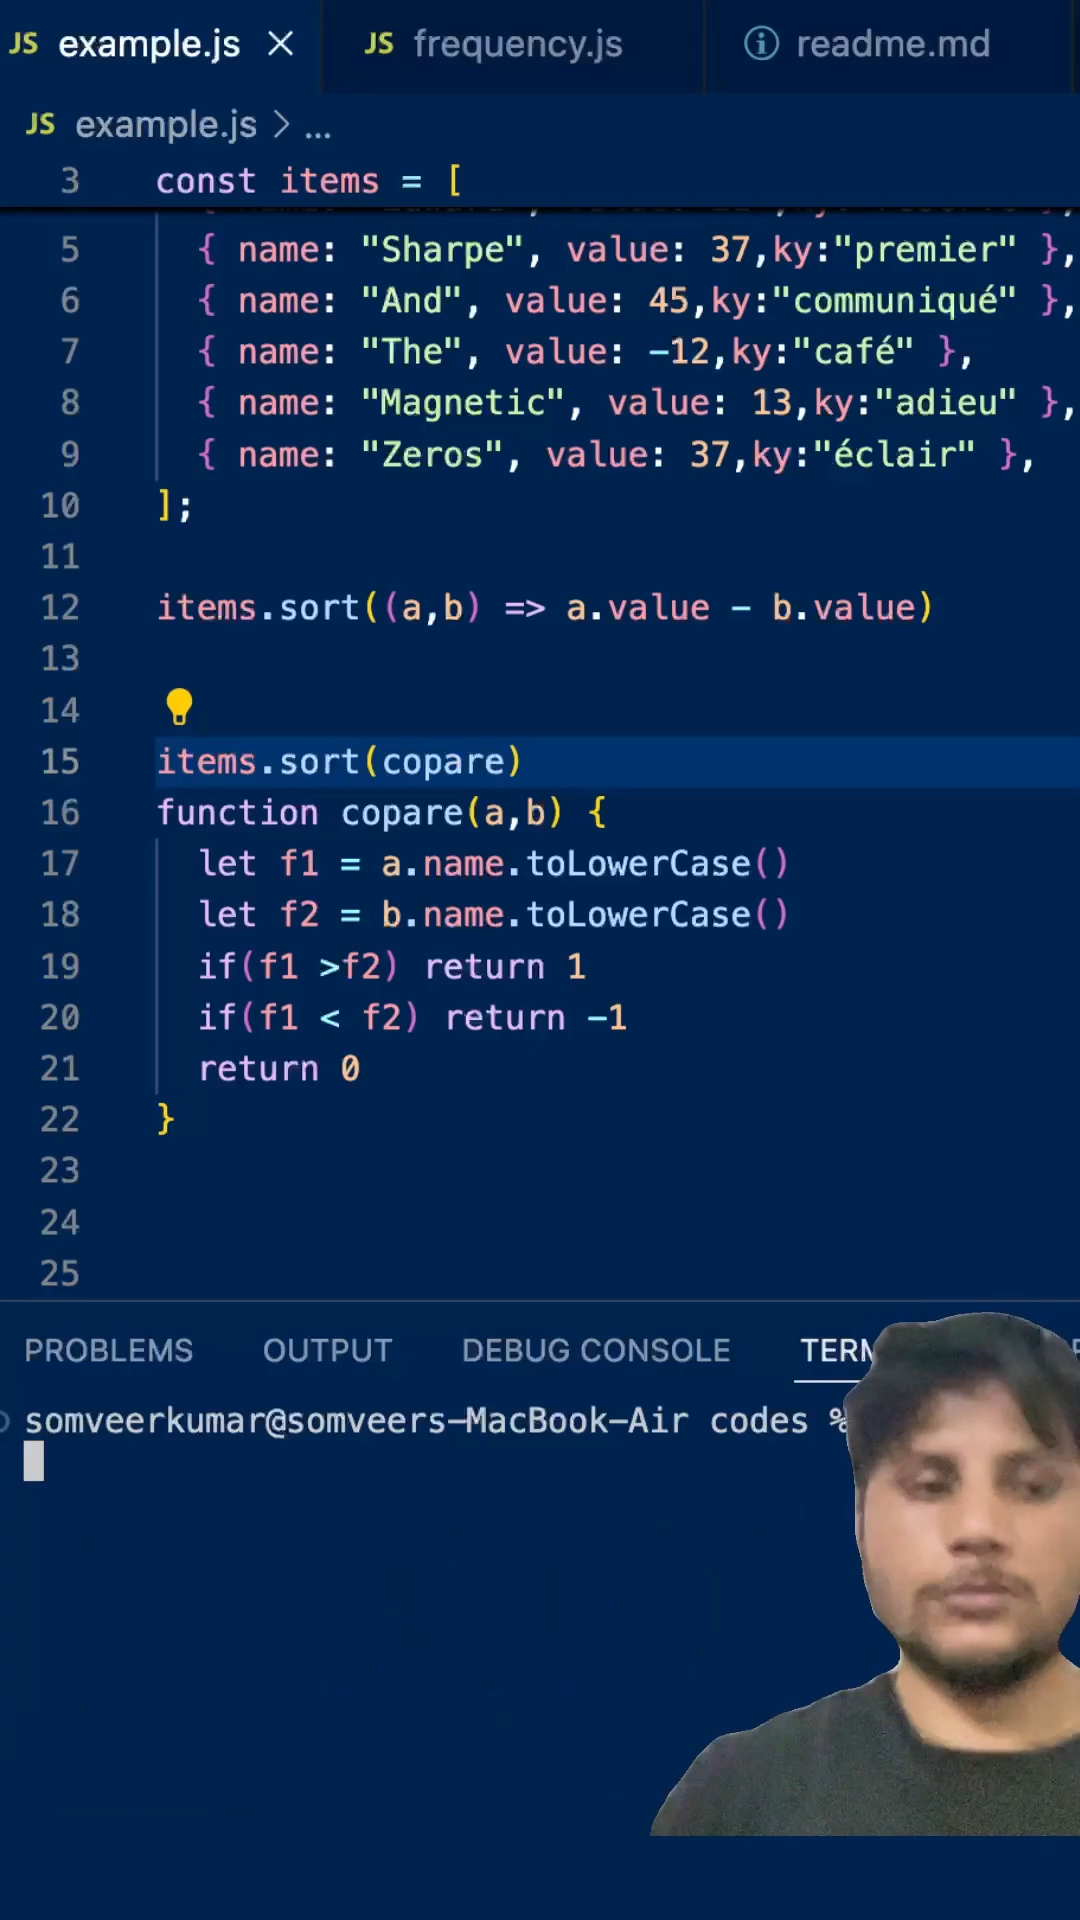 JS example.js × JS frequency.js readme.md
JS example.js > ...
3 const items = [
5 { name: "Sharpe", value: 37,ky:"premier" },
6 { name: "And", value: 45,ky:"communiqué" },
7 { name: "The", value: -12,ky:"café" },
8 { name: "Magnetic", value: 13,ky:"adieu" },
9 { name: "Zeros", value: 37,ky:"éclair" },
10 ];
11
12 items.sort((a,b) => a.value - b.value)
13
14
15 items.sort(copare)
16 function copare(a,b) {
17 let f1 = a.name.toLowerCase()
18 let f2 = b.name.toLowerCase()
19 if(f1 >f2) return 1
20 if(f1 < f2) return -1
21 return 0
22 }
23
24
25
PROBLEMS OUTPUT DEBUG CONSOLE
somveerkumar@somveers-MacBook-Air codes %